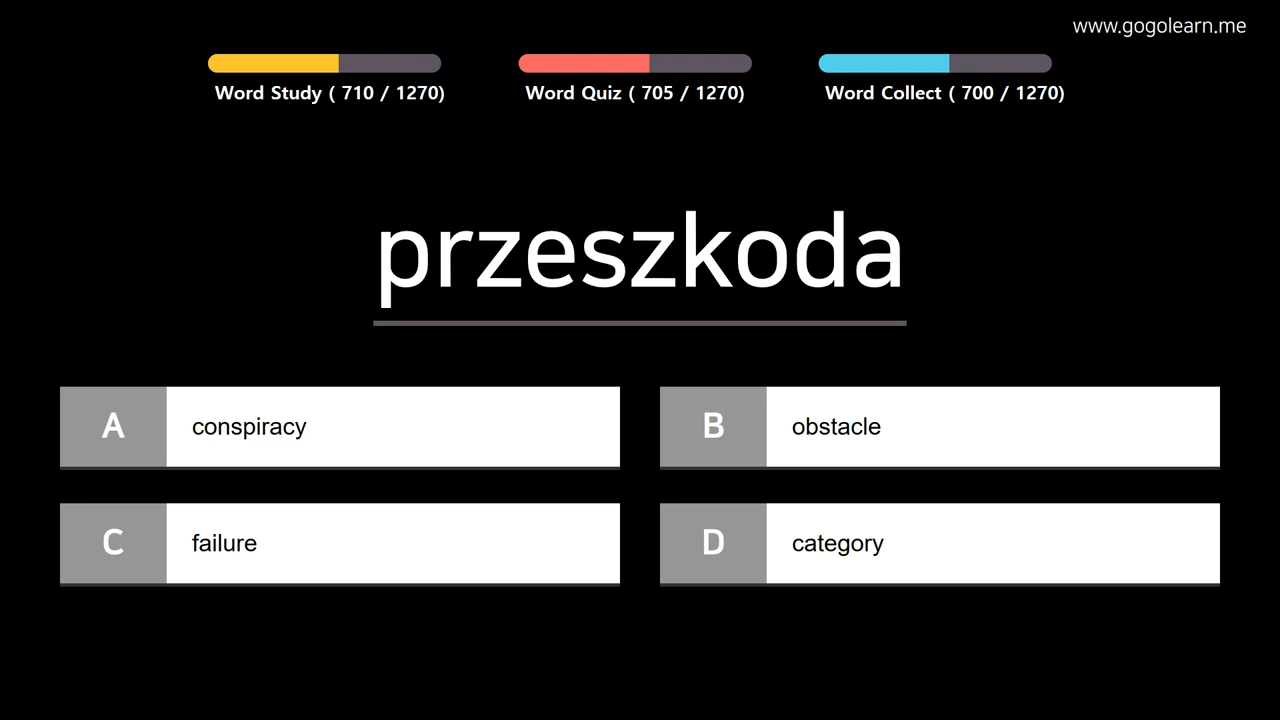 www.gogolearn.me
Word Study ( 710 / 1270)
Word Quiz ( 705 / 1270)
Word Collect ( 700 / 1270)
przeszkoda
A conspiracy
B obstacle
C failure
D category